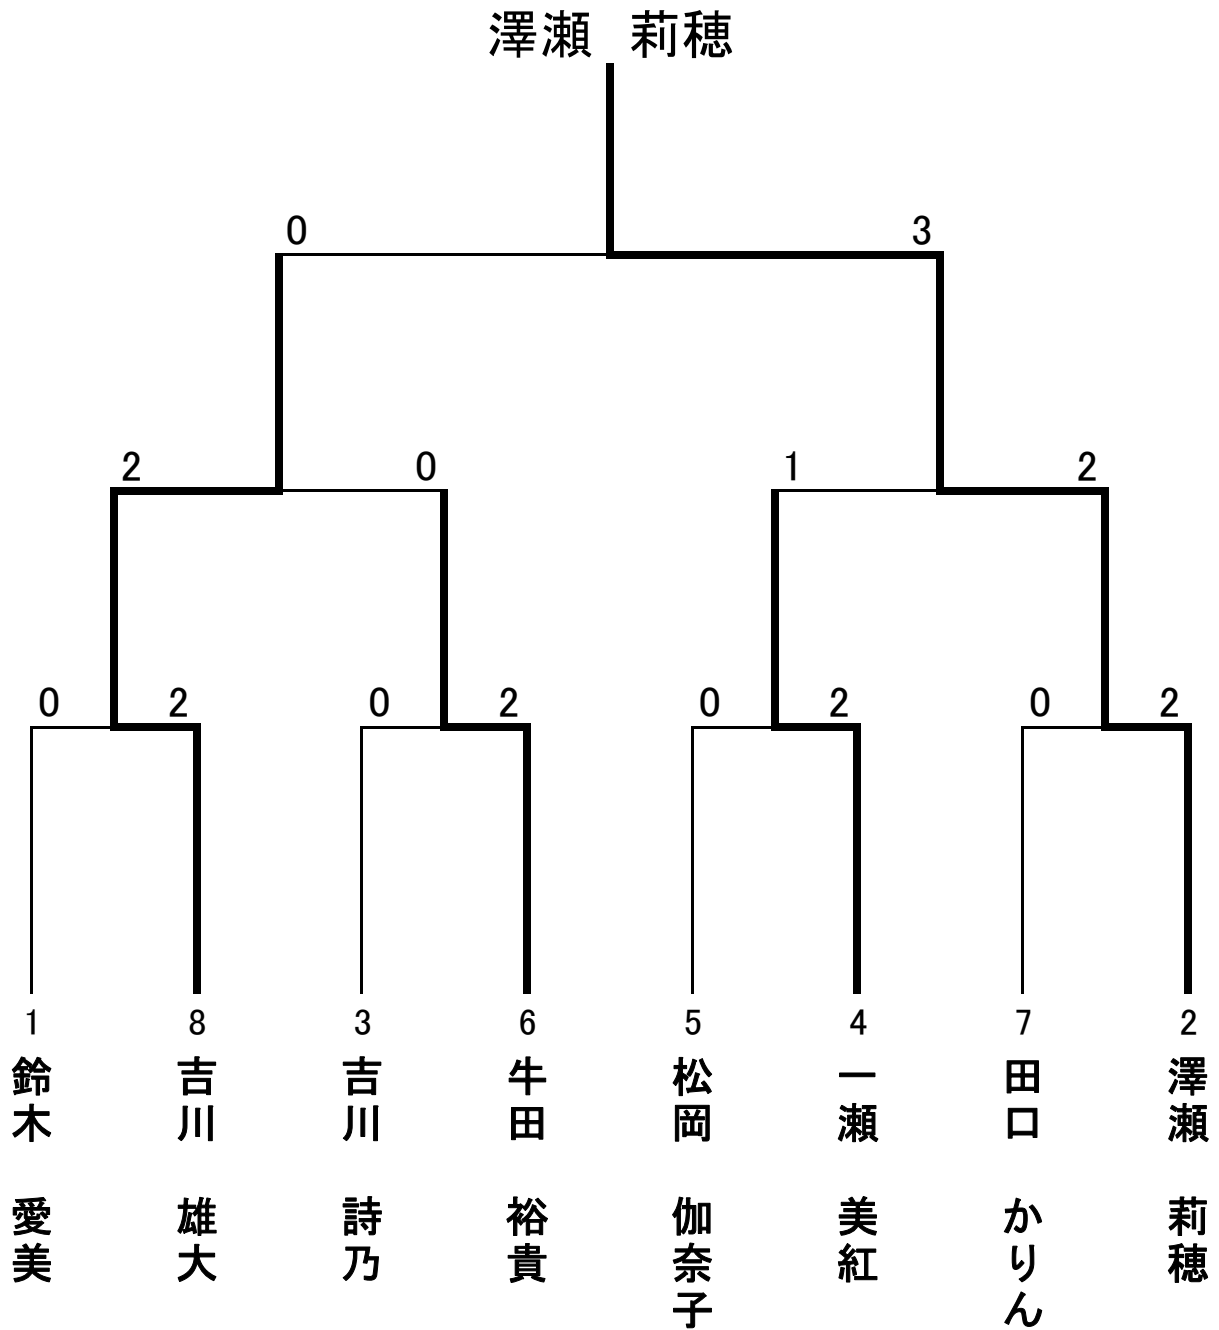 澤瀬　莉穂
0 3
2 0 1 2
0 2 0 2 0 2 0 2
1 8 3 6 5 4 7 2
鈴木　愛美
吉川　雄大
吉川　詩乃
牛田　裕貴
松岡　伽奈子
一瀬　美紅
田口　かりん
澤瀬　莉穂